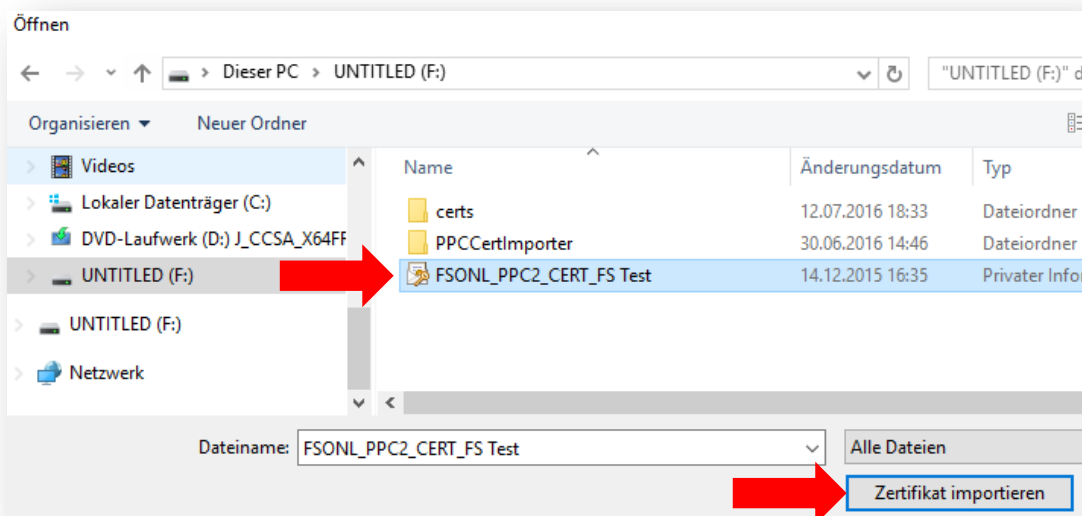 Öffnen
Dieser PC > UNTITLED (F:)
"UNTITLED (F:)" d
Organisieren
Neuer Ordner
Videos
Lokaler Datenträger (C:)
DVD-Laufwerk (D:) J_CCSA_X64FF
UNTITLED (F:)
UNTITLED (F:)
Netzwerk
Name Änderungsdatum Typ
certs 12.07.2016 18:33 Dateiordner
PPCCertImporter 30.06.2016 14:46 Dateiordner
FSONL_PPC2_CERT_FS Test 14.12.2015 16:35 Privater Infor
Dateiname: FSONL_PPC2_CERT_FS Test
Alle Dateien
Zertifikat importieren